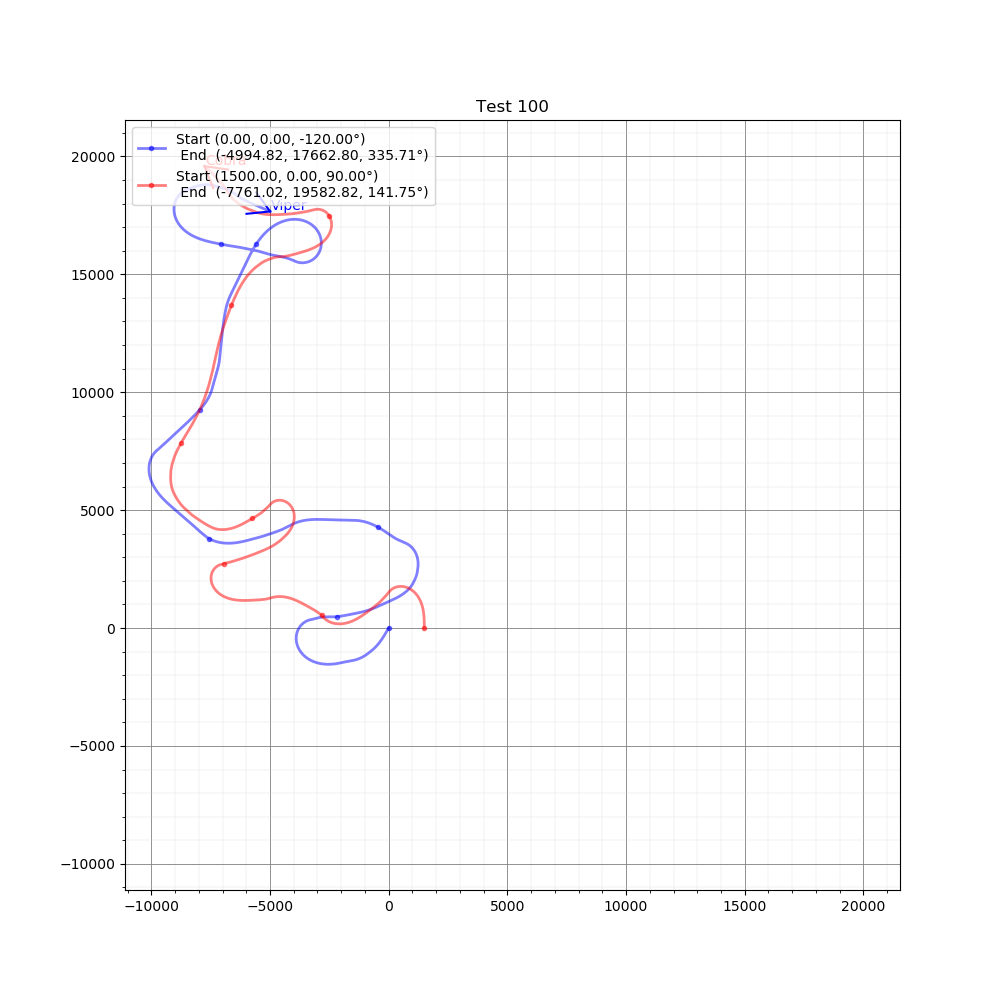 Test 100
Start (0.00, 0.00, -120.00°)
End (-4994.82, 17662.80, 335.71°)
Start (1500.00, 0.00, 90.00°)
End (-7761.02, 19582.82, 141.75°)
Cobra
Viper
20000
15000
10000
5000
0
−5000
−10000
−10000 −5000 0 5000 10000 15000 20000